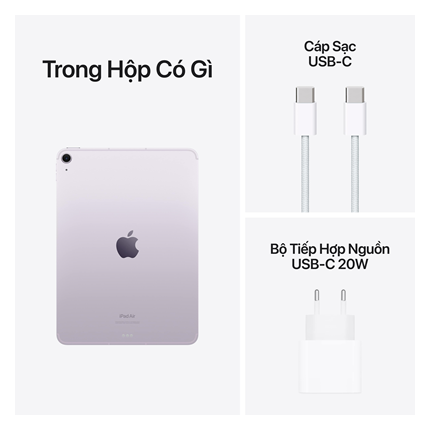 Trong Hộp Có Gì
Cáp Sạc
USB-C
iPad Air
Bộ Tiếp Hợp Nguồn
USB-C 20W